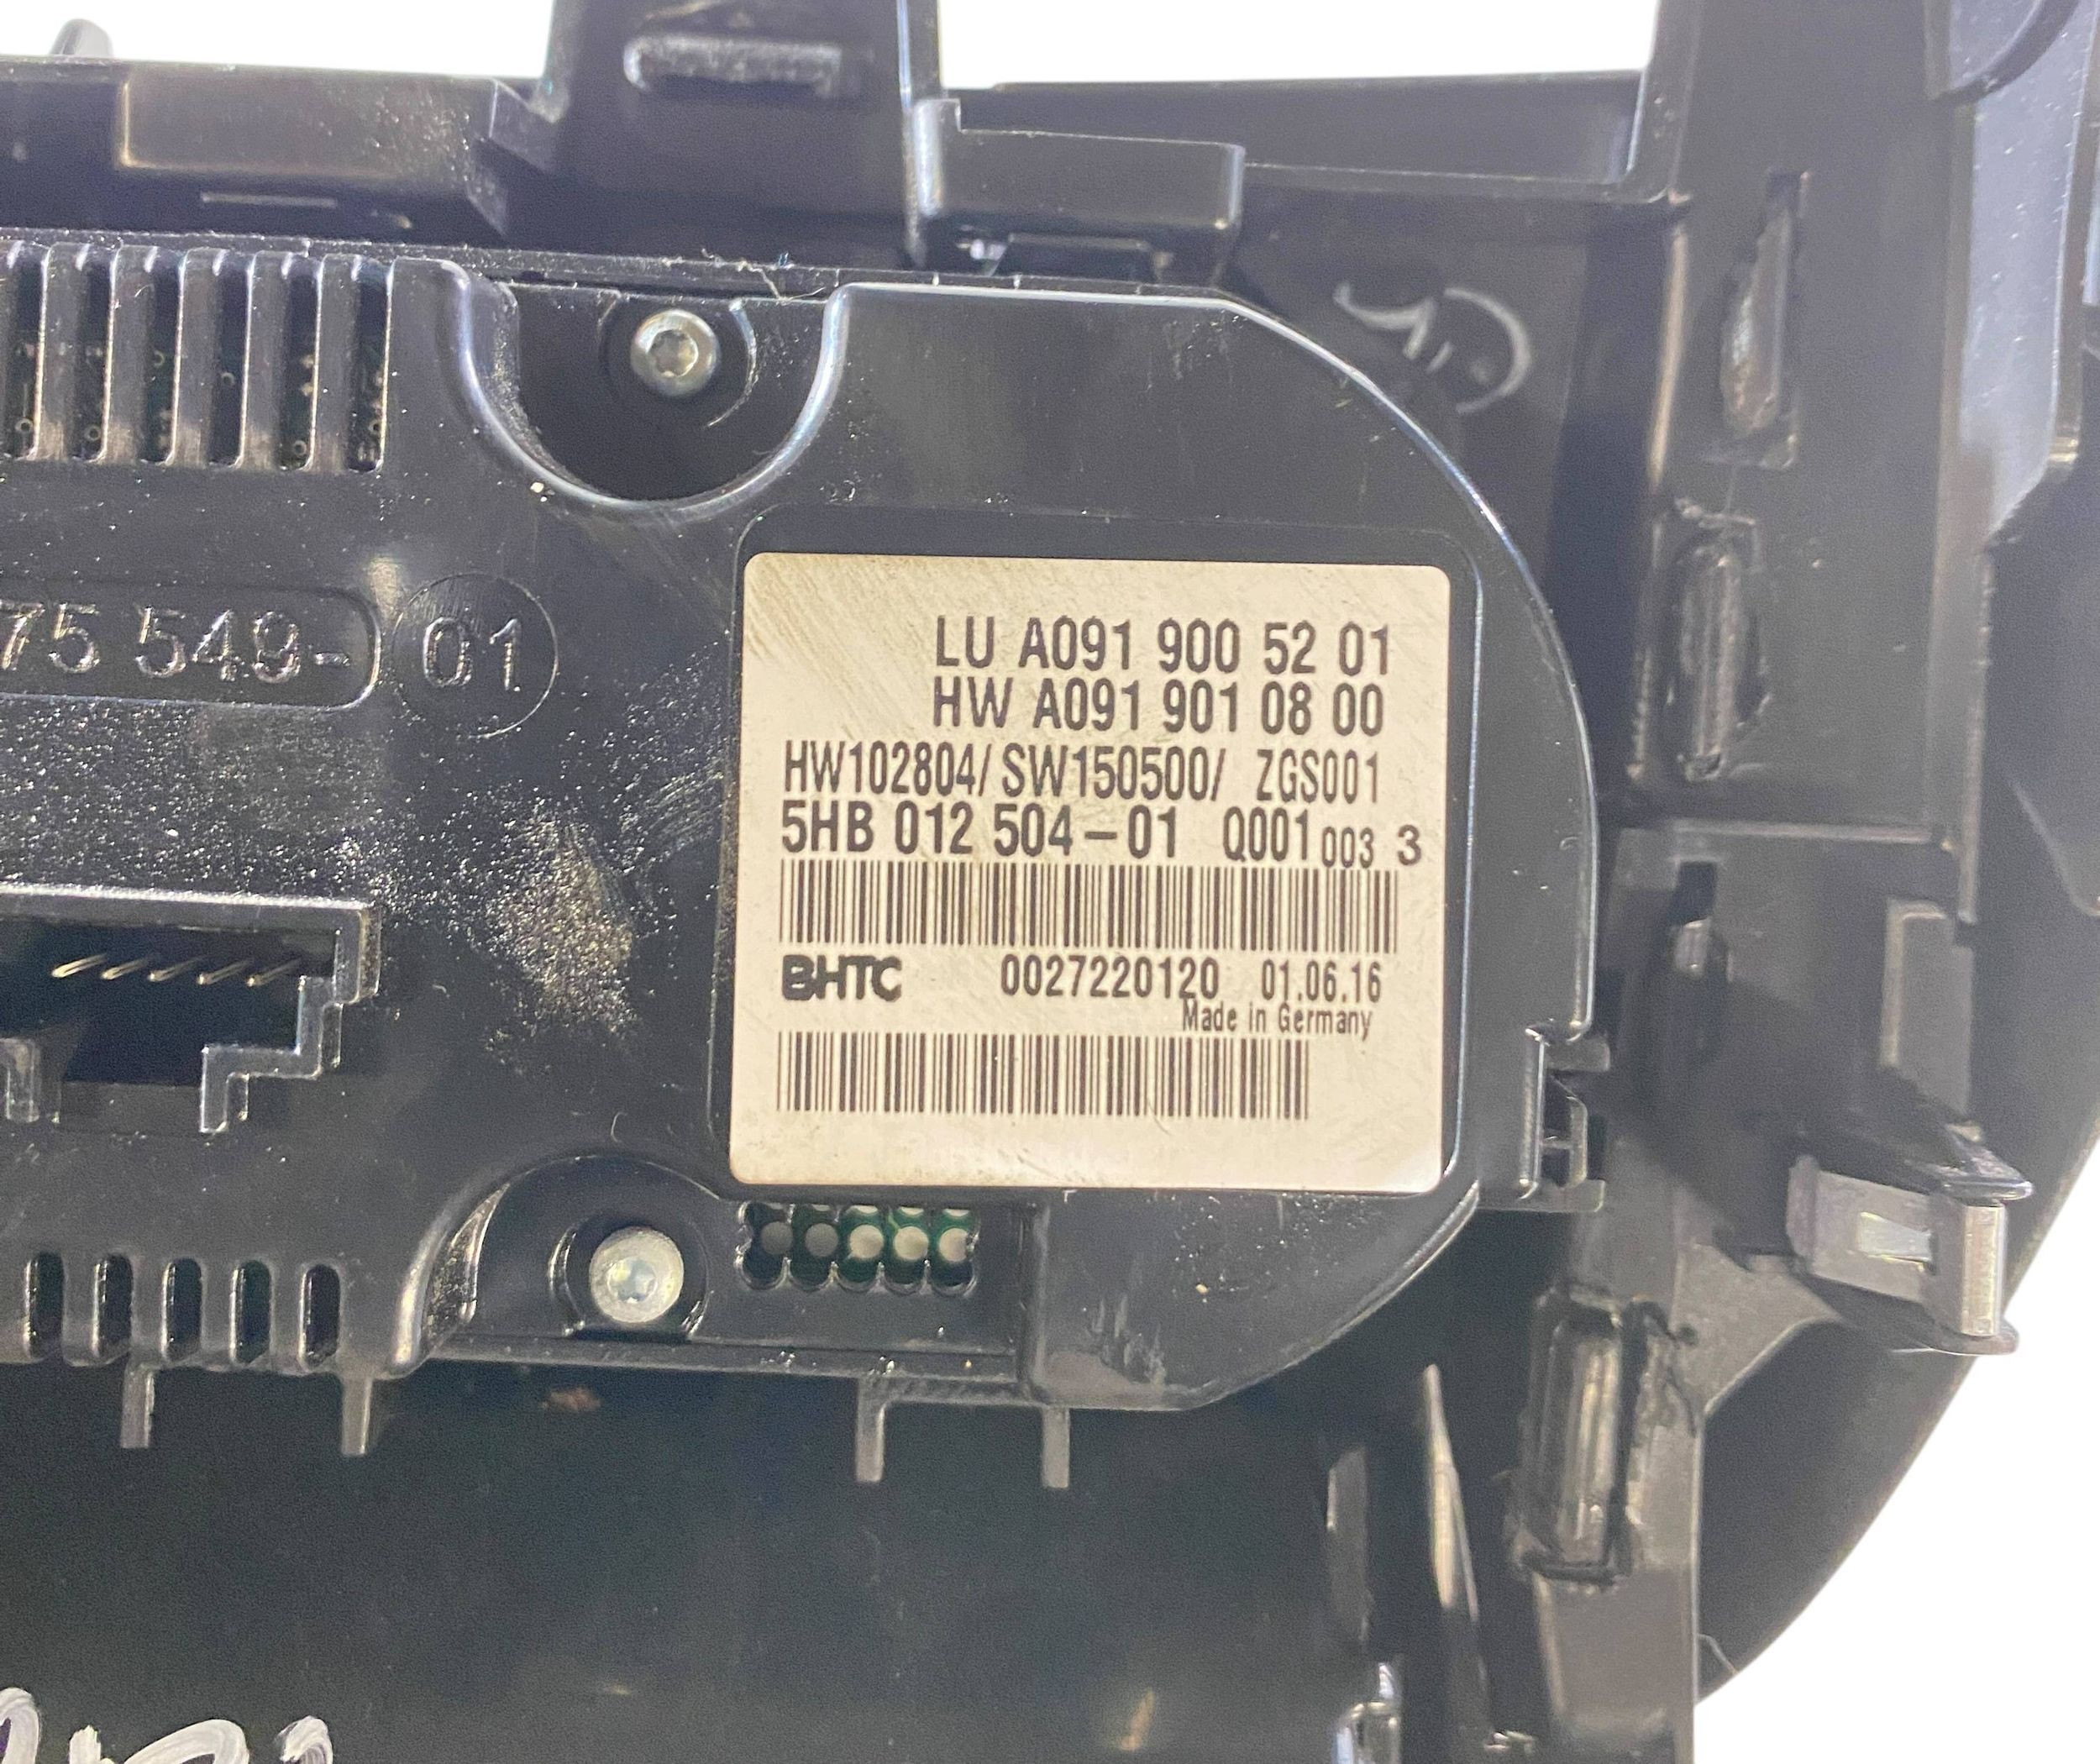 75 549- 01
LU A091 900 52 01
HW A091 901 08 00
HW102804/ SW150500/ ZGS001
5HB 012 504-01 Q001 003 3
BHTC 0027220120 01.06.16
Made in Germany